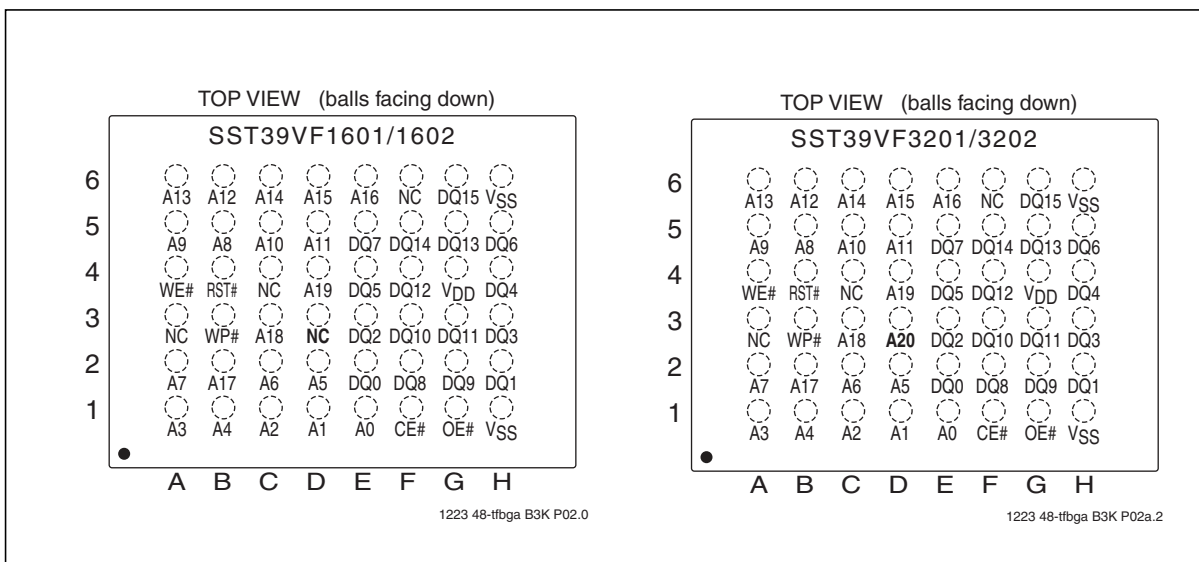 TOP VIEW (balls facing down)
SST39VF1601/1602
6
A13 A12 A14 A15 A16 NC DQ15 VSS
5
A9 A8 A10 A11 DQ7 DQ14 DQ13 DQ6
4
WE# RST# NC A19 DQ5 DQ12 VDD DQ4
3
NC WP# A18 NC DQ2 DQ10 DQ11 DQ3
2
A7 A17 A6 A5 DQ0 DQ8 DQ9 DQ1
1
A3 A4 A2 A1 A0 CE# OE# VSS
A B C D E F G H
1223 48-tfbga B3K P02.0
TOP VIEW (balls facing down)
SST39VF3201/3202
6
A13 A12 A14 A15 A16 NC DQ15 VSS
5
A9 A8 A10 A11 DQ7 DQ14 DQ13 DQ6
4
WE# RST# NC A19 DQ5 DQ12 VDD DQ4
3
NC WP# A18 A20 DQ2 DQ10 DQ11 DQ3
2
A7 A17 A6 A5 DQ0 DQ8 DQ9 DQ1
1
A3 A4 A2 A1 A0 CE# OE# VSS
A B C D E F G H
1223 48-tfbga B3K P02a.2